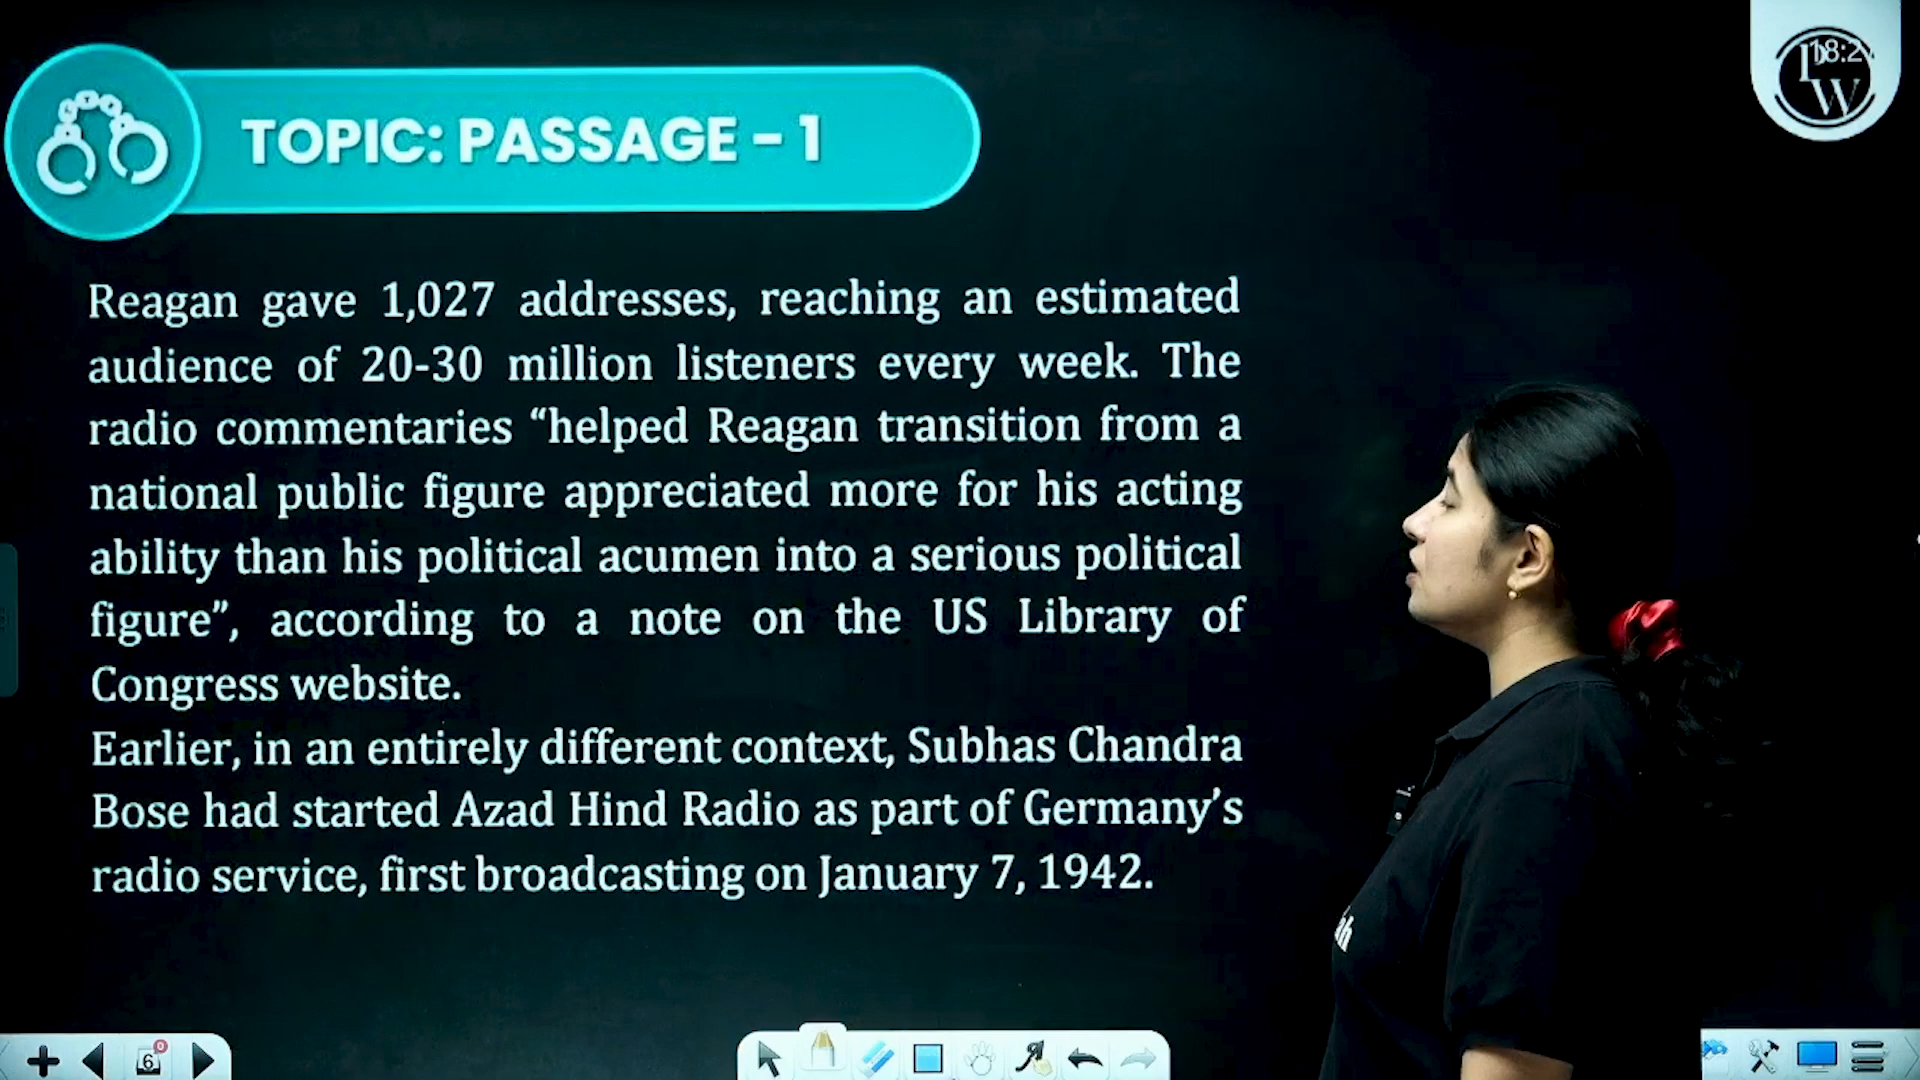 TOPIC: PASSAGE - 1
Reagan gave 1,027 addresses, reaching an estimated
audience of 20-30 million listeners every week. The
radio commentaries “helped Reagan transition from a
national public figure appreciated more for his acting
ability than his political acumen into a serious political
figure”, according to a note on the US Library of
Congress website.
Earlier, in an entirely different context, Subhas Chandra
Bose had started Azad Hind Radio as part of Germany’s
radio service, first broadcasting on January 7, 1942.
6
0